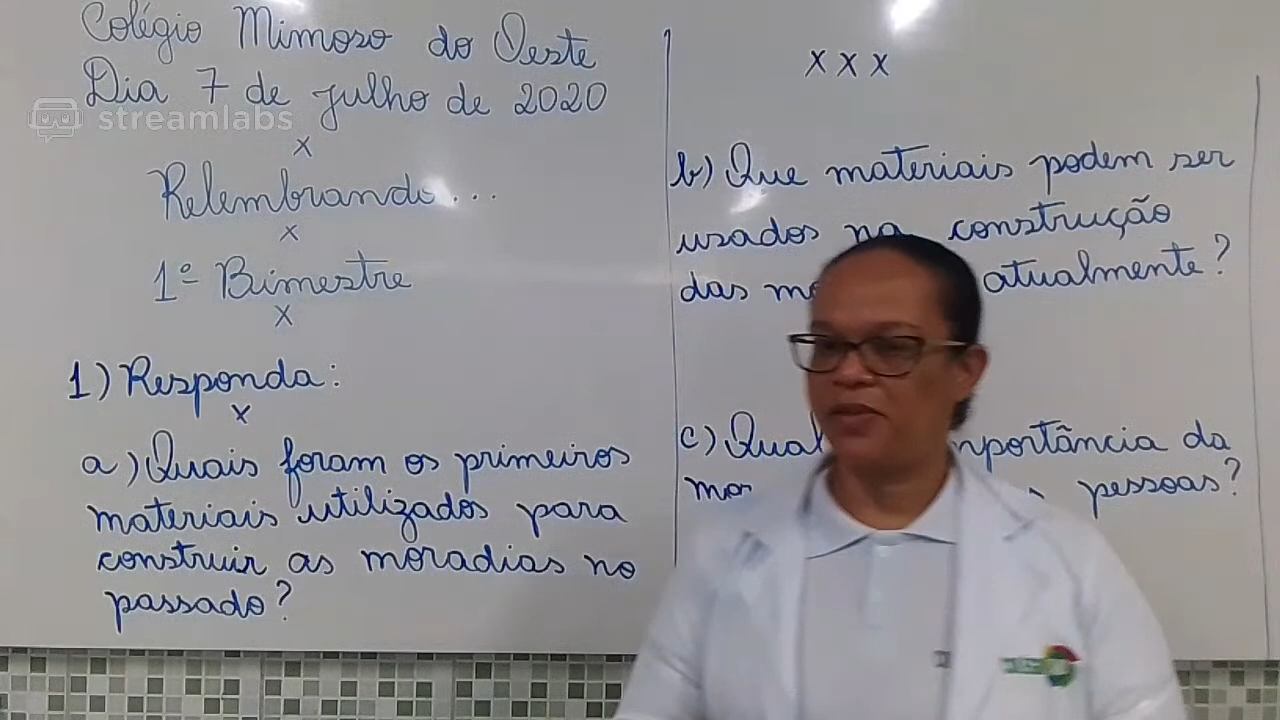 Colégio Mimoso do Oeste
Dia 7 de julho de 2020
streamlabs
x
Relembrando...
x
1º Bimestre
x
1) Responda:
x
a) Quais foram os primeiros
materiais utilizados para
construir as moradias no
passado?
x x x
b) Que materiais podem ser
usados na construção
das atualmente?
c) Qual importância da
pessoas?